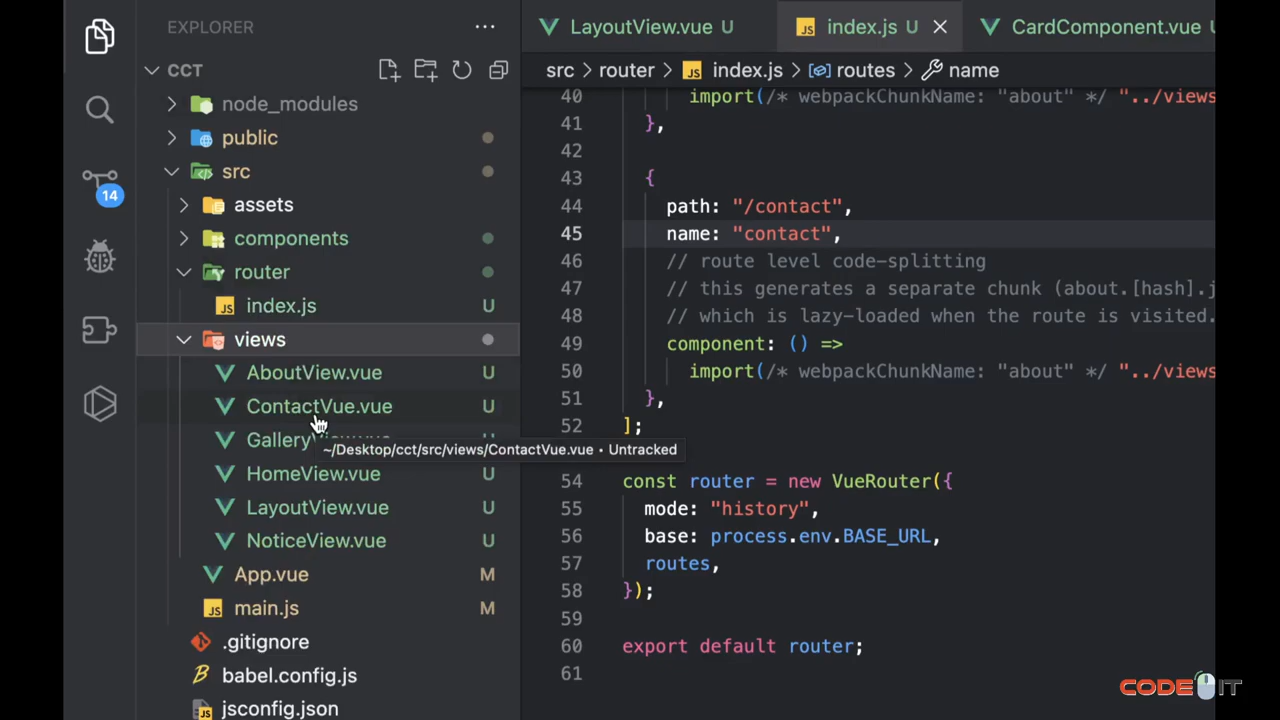 EXPLORER
CCT
node_modules
public
src
14
assets
components
router
index.js U
views
AboutView.vue U
ContactVue.vue U
Gallery U
~/Desktop/cct/src/views/ContactVue.vue • Untracked
HomeView.vue U
LayoutView.vue U
NoticeView.vue U
App.vue M
main.js M
.gitignore
babel.config.js
jsconfig.json
LayoutView.vue U
index.js U
CardComponent.vue U
src > router > index.js > routes > name
40 import(/* webpackChunkName: "about" */ "../views
41 },
42
43 {
44 path: "/contact",
45 name: "contact",
46 // route level code-splitting
47 // this generates a separate chunk (about.[hash].j
48 // which is lazy-loaded when the route is visited.
49 component: () =>
50 import(/* webpackChunkName: "about" */ "../views
51 },
52 ];
54 const router = new VueRouter({
55 mode: "history",
56 base: process.env.BASE_URL,
57 routes,
58 });
59
60 export default router;
61
CODE IT